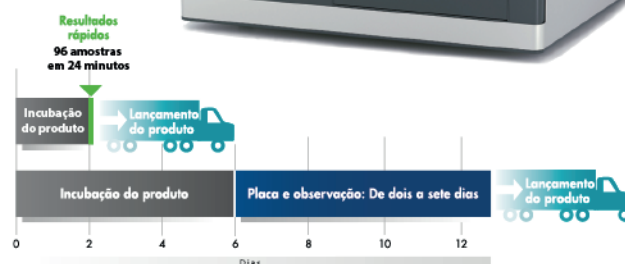 Resultados
rápidos
96 amostras
em 24 minutos
Incubação
do produto
Lançamento
do produto
Incubação do produto
Placa e observação: De dois a sete dias
Lançamento
do produto
0 2 4 6 8 10 12
Dias